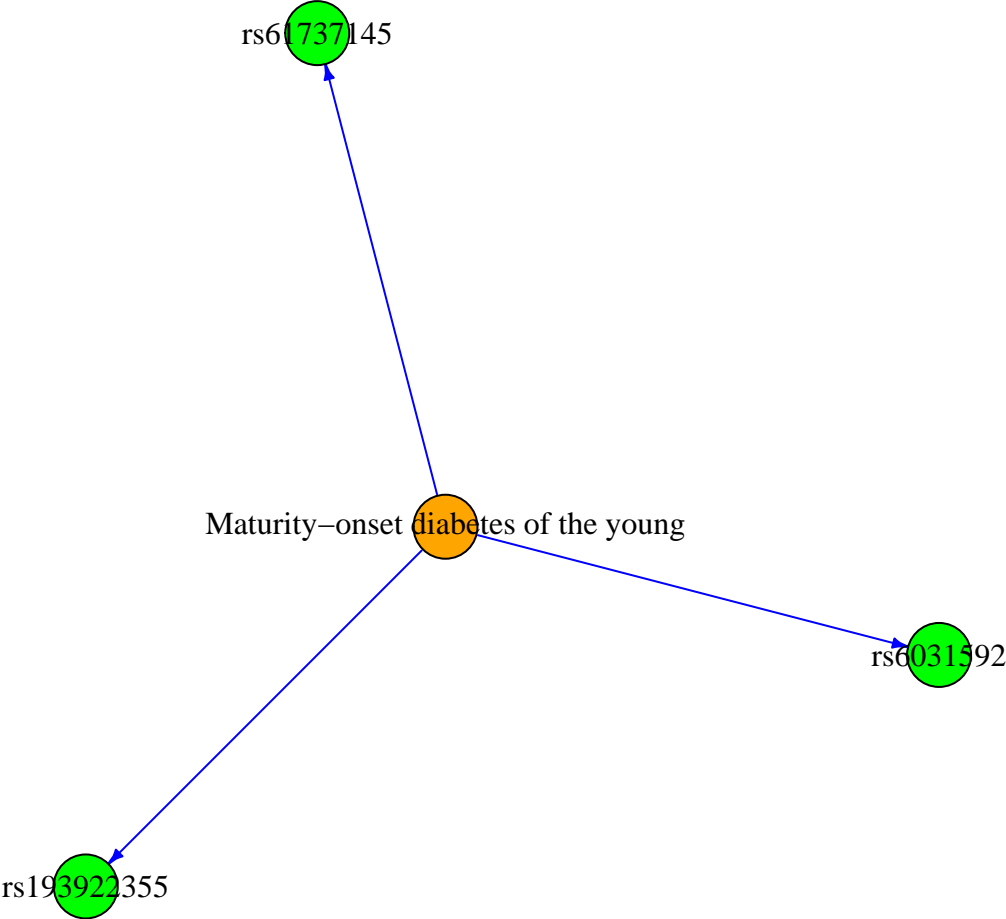 rs61737145
Maturity−onset diabetes of the young
rs6031592
rs193922355